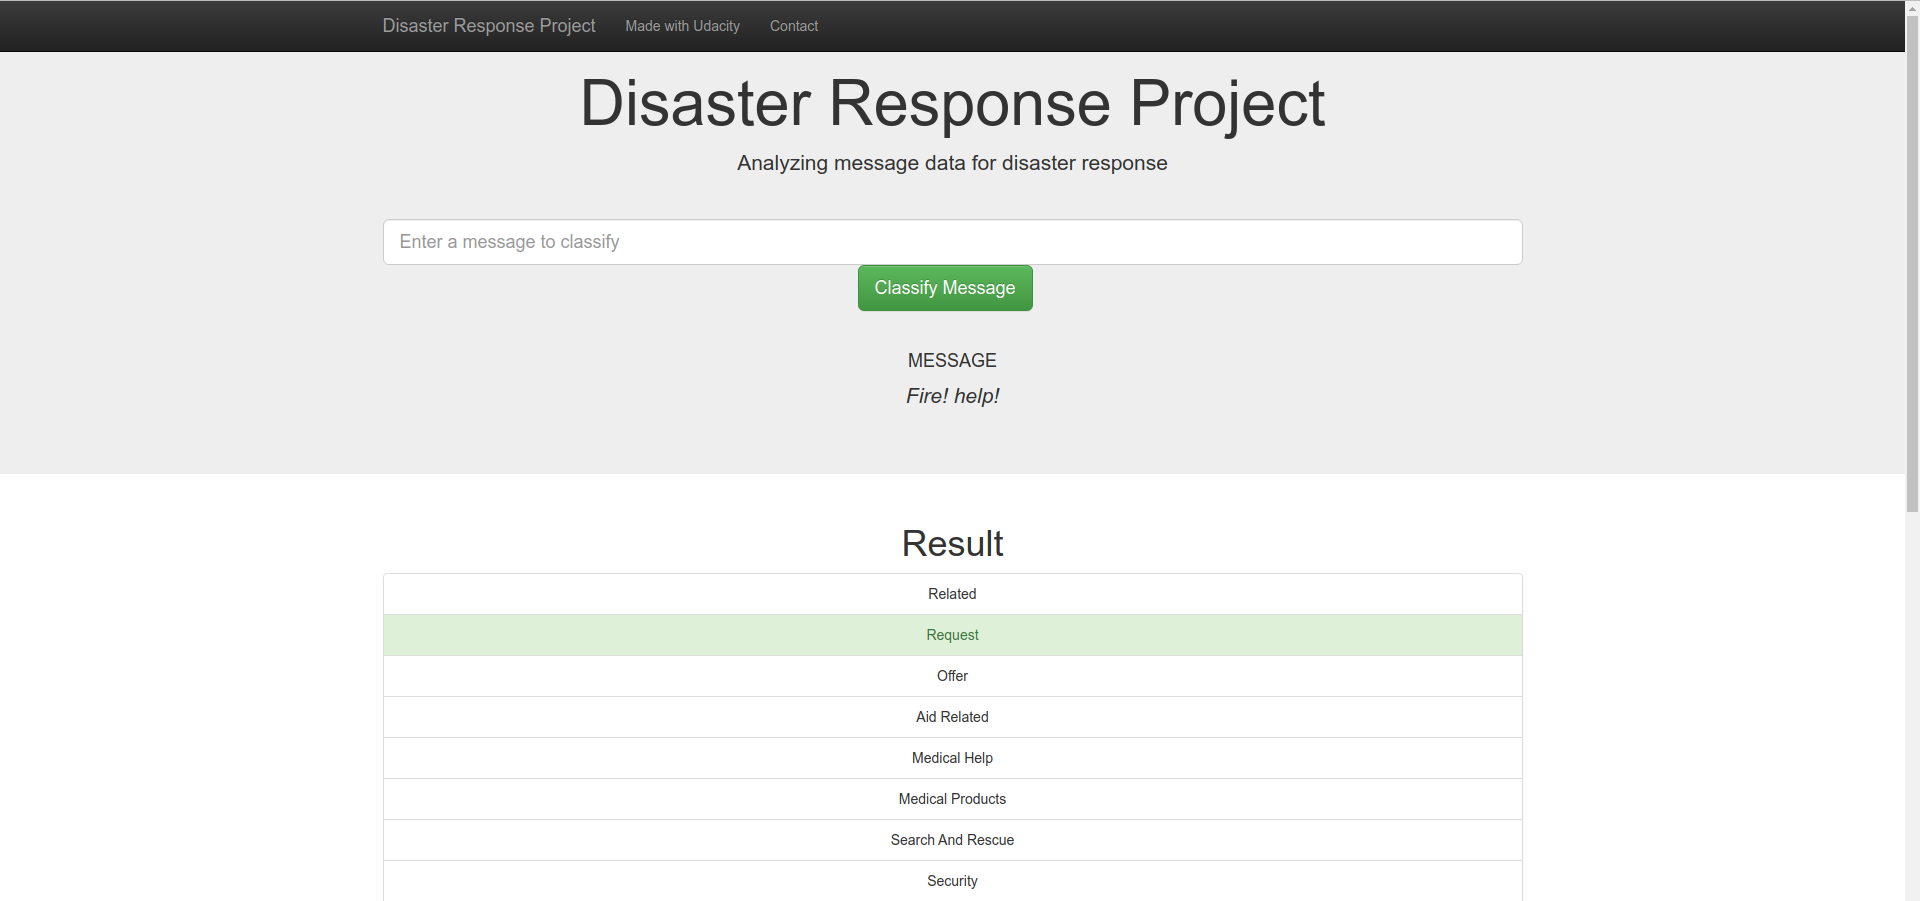 Disaster Response Project Made with Udacity Contact
Disaster Response Project
Analyzing message data for disaster response
Enter a message to classify
Classify Message
MESSAGE
Fire! help!
Result
Related
Request
Offer
Aid Related
Medical Help
Medical Products
Search And Rescue
Security